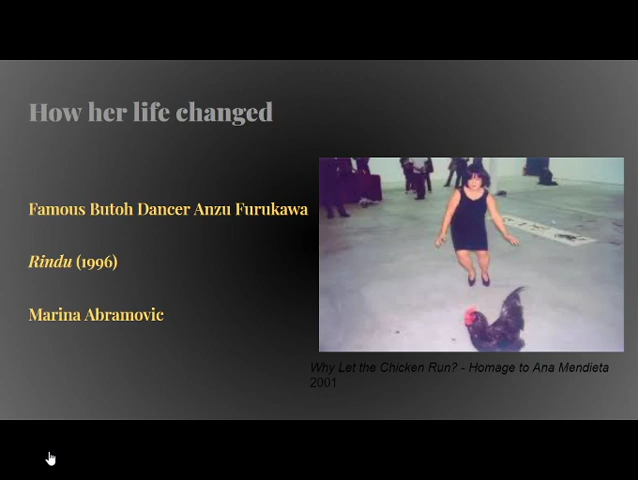 How her life changed
Famous Butoh Dancer Anzu Furukawa
Rindu (1996)
Marina Abramovic
Why Let the Chicken Run? - Homage to Ana Mendieta
2001